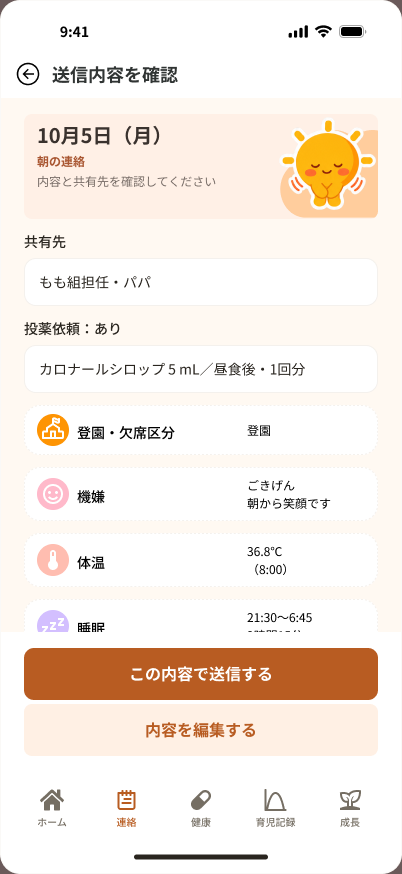 9:41
送信内容を確認
10月5日（月）
朝の連絡
内容と共有先を確認してください
共有先
もも組担任・パパ
投薬依頼：あり
カロナールシロップ 5 mL／昼食後・1回分
登園・欠席区分
登園
機嫌
ごきげん
朝から笑顔です
体温
36.8℃
（8:00）
睡眠
21:30〜6:45
この内容で送信する
内容を編集する
ホーム
連絡
健康
育児記録
成長